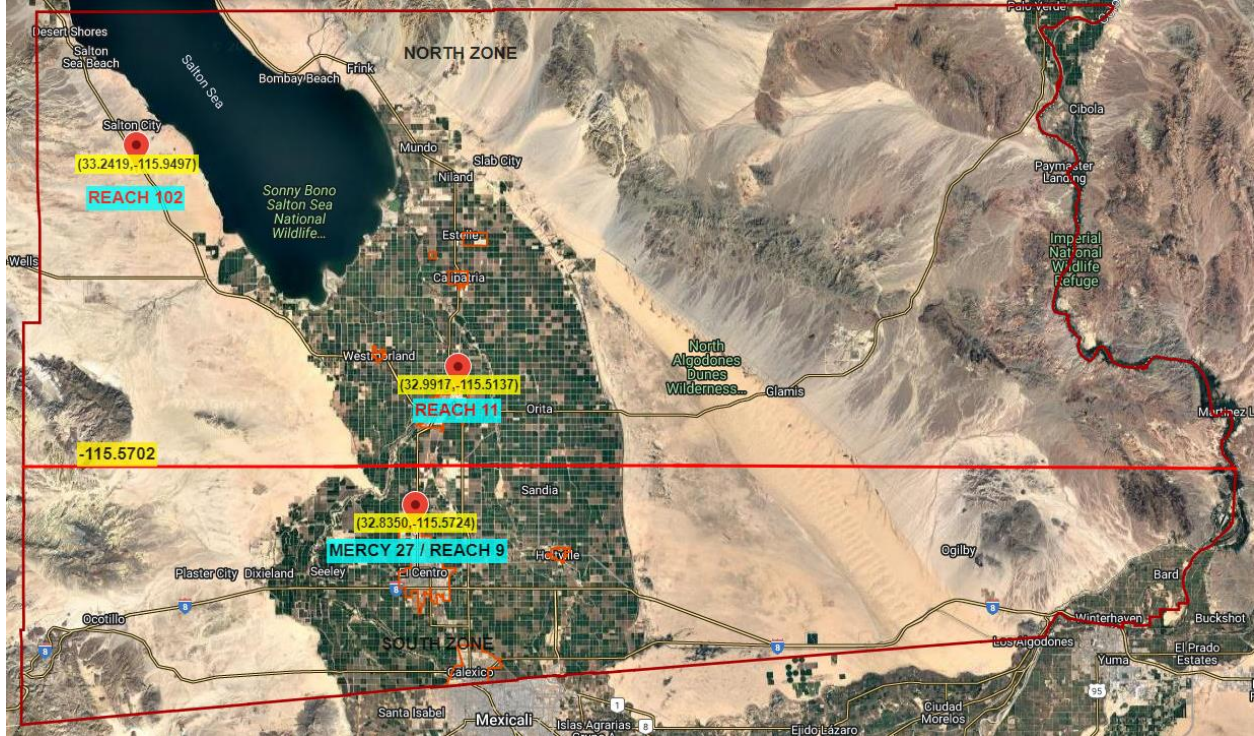 Palo Verde
Desert Shores
Salton
Sea Beach
Salton Sea
Bombay Beach
Frink
NORTH ZONE
Cibola
Salton City
(33.2419,-115.9497)
REACH 102
Mundo
Slab City
Niland
Paymaster
Landing
Sonny Bono
Salton Sea
National
Wildlife...
Estelle
Calipatria
Imperial
National
Wildlife
Refuge
Wells
Westmorland
(32.9917,-115.5137)
REACH 11
Orita
North
Algodones
Dunes
Wilderness...
Glamis
Martinez L
-115.5702
Sandia
(32.8350,-115.5724)
MERCY 27 / REACH 9
Holtville
Ogilby
Plaster City
Dixieland
Seeley
El Centro
8
8
8
8
8
Bard
Ocotillo
Winterhaven
Buckshot
SOUTH ZONE
Los Algodones
El Prado
Estates
Yuma
Calexico
95
Santa Isabel
Mexicali
1
Islas Agrarias
8
Ejido Lázaro
Ciudad
Morelos